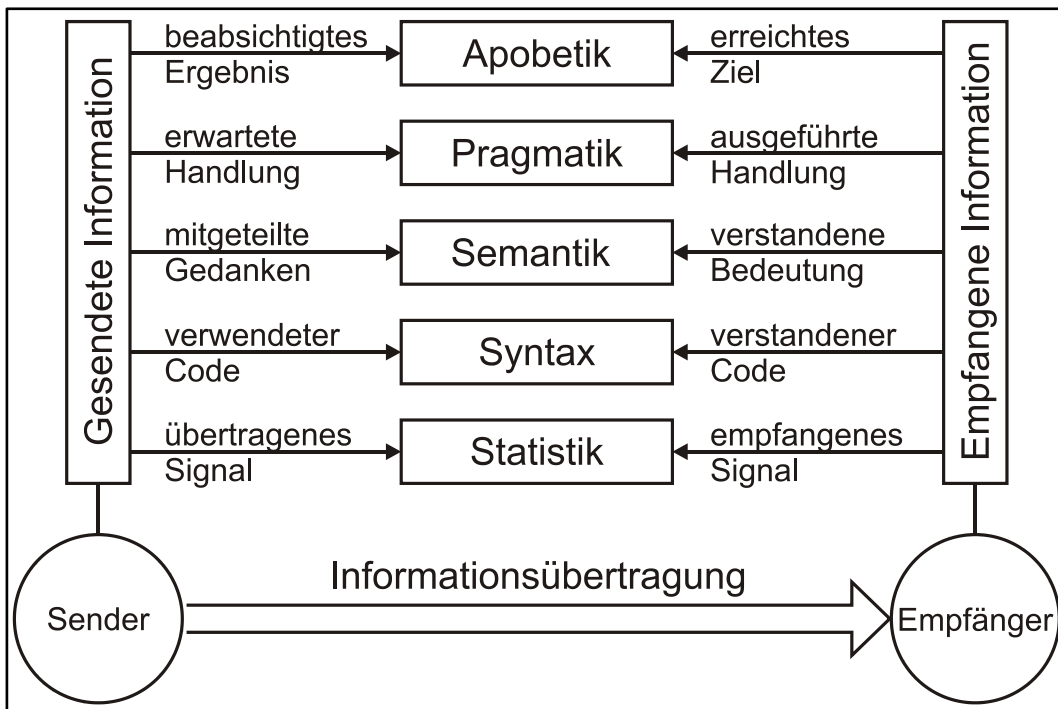 Gesendete Information
beabsichtigtes
Ergebnis
Apobetik
erreichtes
Ziel
erwartete
Handlung
Pragmatik
ausgeführte
Handlung
mitgeteilte
Gedanken
Semantik
verstandene
Bedeutung
verwendeter
Code
Syntax
verstandener
Code
übertragenes
Signal
Statistik
empfangenes
Signal
Empfangene Information
Sender
Informationsübertragung
Empfänger